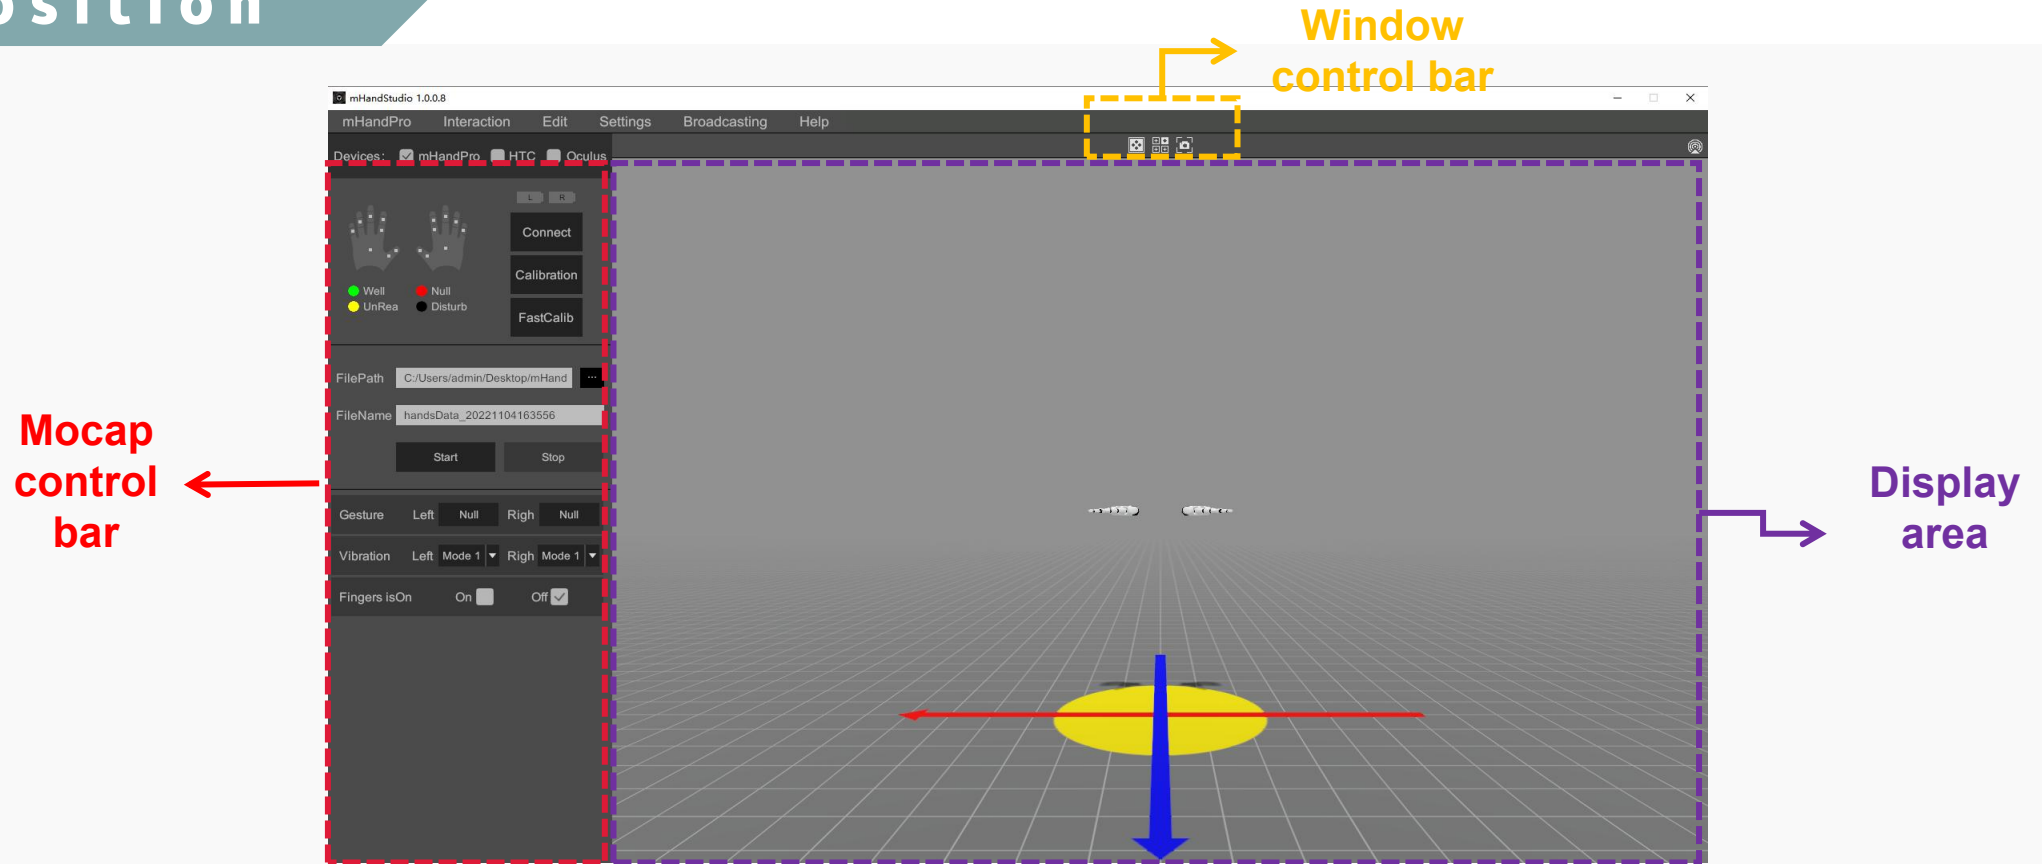 osition
Window
control bar
mHandStudio 1.0.0.8
mHandPro Interaction Edit Settings Broadcasting Help
Devices: mHandPro HTC Oculus
L R
Connect
Calibration
Well Null
UnRea Disturb
FastCalib
FilePath C:/Users/admin/Desktop/mHand ...
FileName handsData_20221104163556
Start Stop
Gesture Left Null Righ Null
Vibration Left Mode 1 Righ Mode 1
Fingers isOn On Off
Mocap
control
bar
Display
area